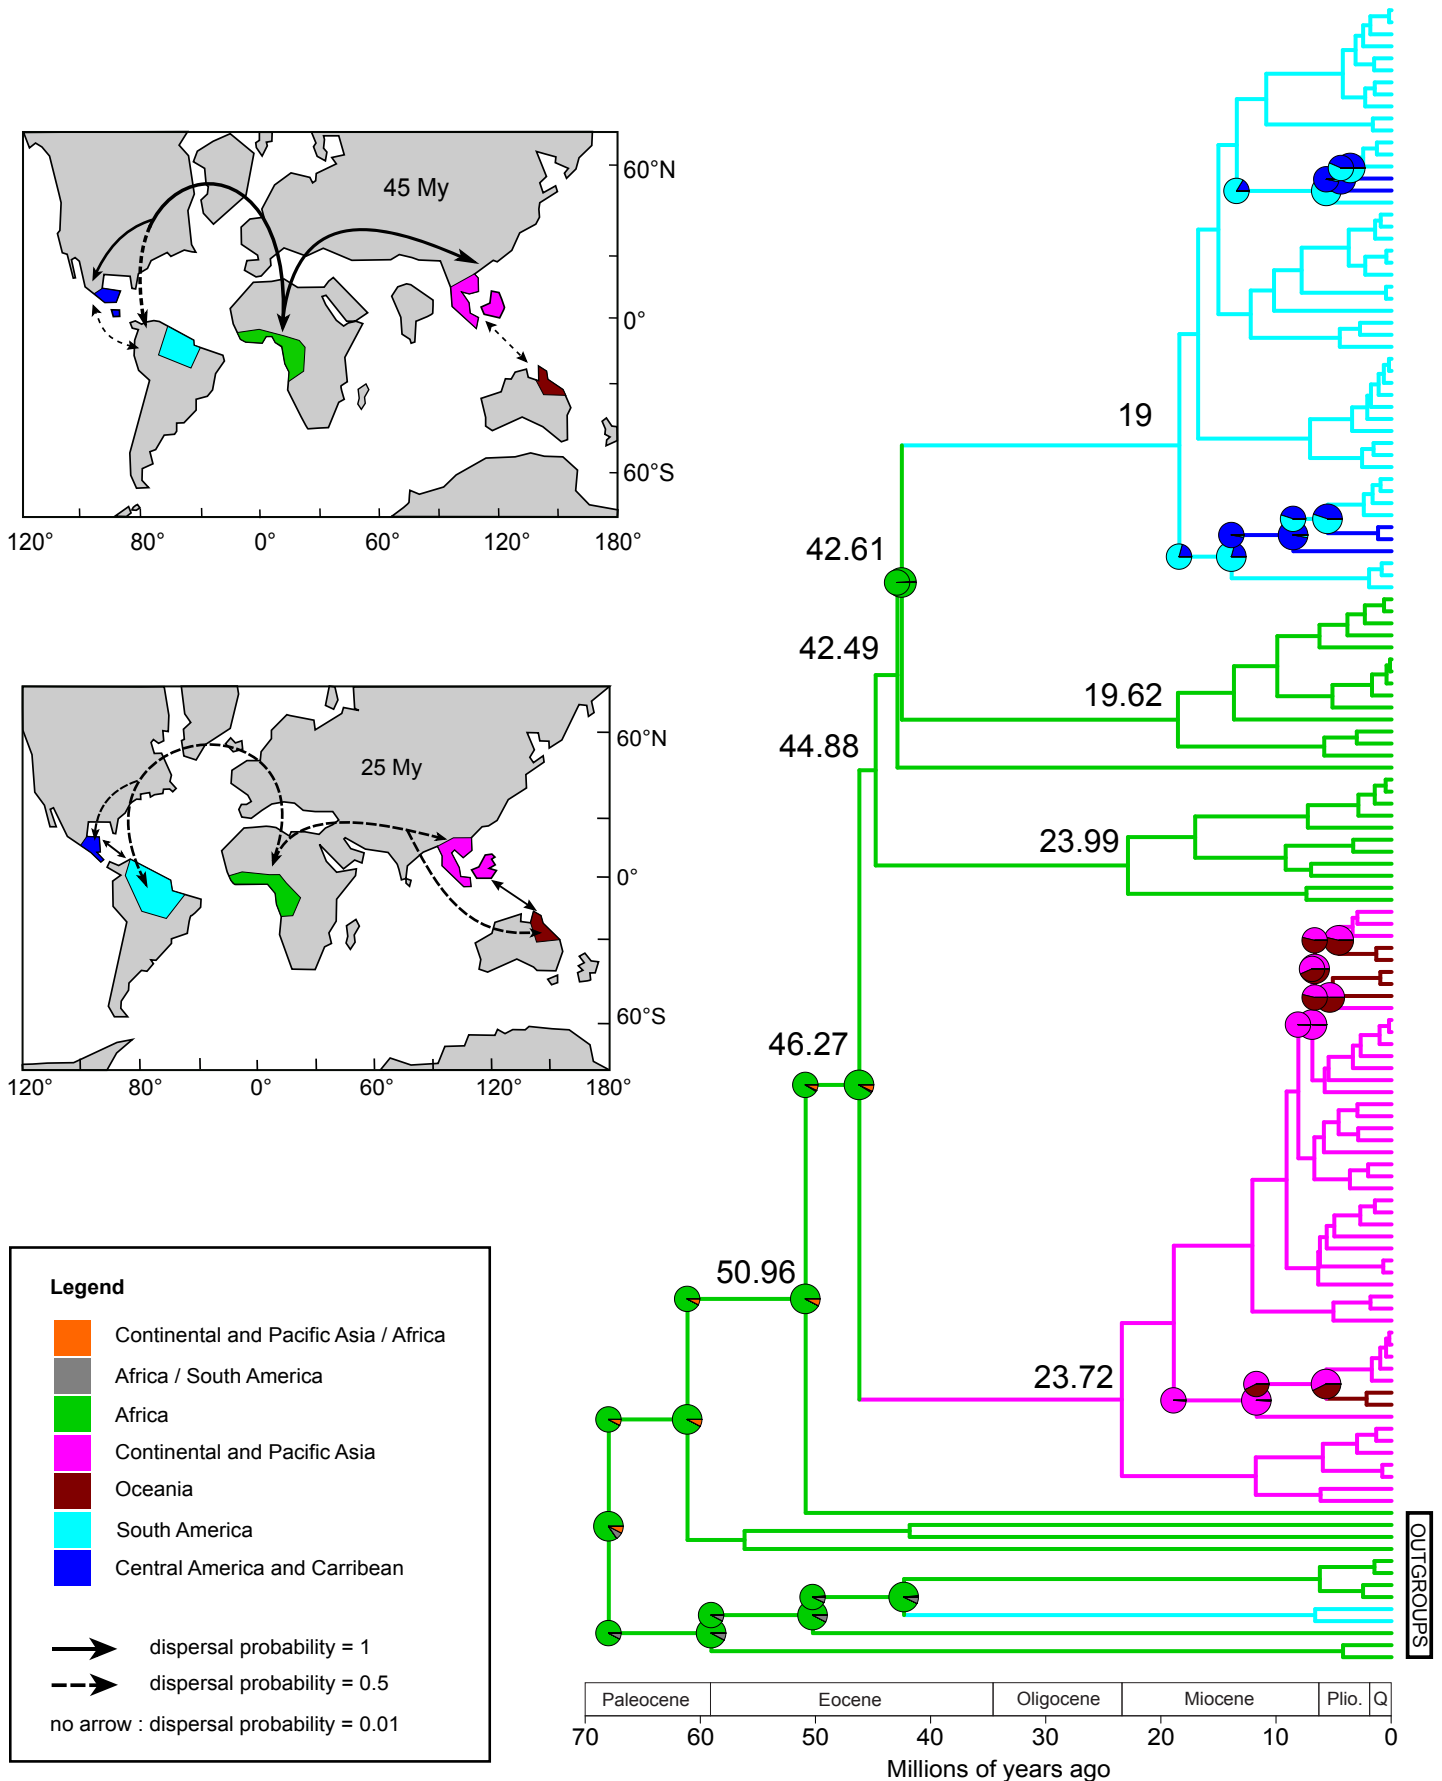 45 My
60°N
0°
60°S
120°
80°
0°
60°
120°
180°
25 My
60°N
0°
60°S
120°
80°
0°
60°
120°
180°
19
42.61
42.49
19.62
44.88
23.99
46.27
50.96
23.72
Legend
Continental and Pacific Asia / Africa
Africa / South America
Africa
Continental and Pacific Asia
Oceania
South America
Central America and Carribean
dispersal probability = 1
dispersal probability = 0.5
no arrow : dispersal probability = 0.01
OUTGROUPS
Paleocene
Eocene
Oligocene
Miocene
Plio.
Q
70
60
50
40
30
20
10
0
Millions of years ago